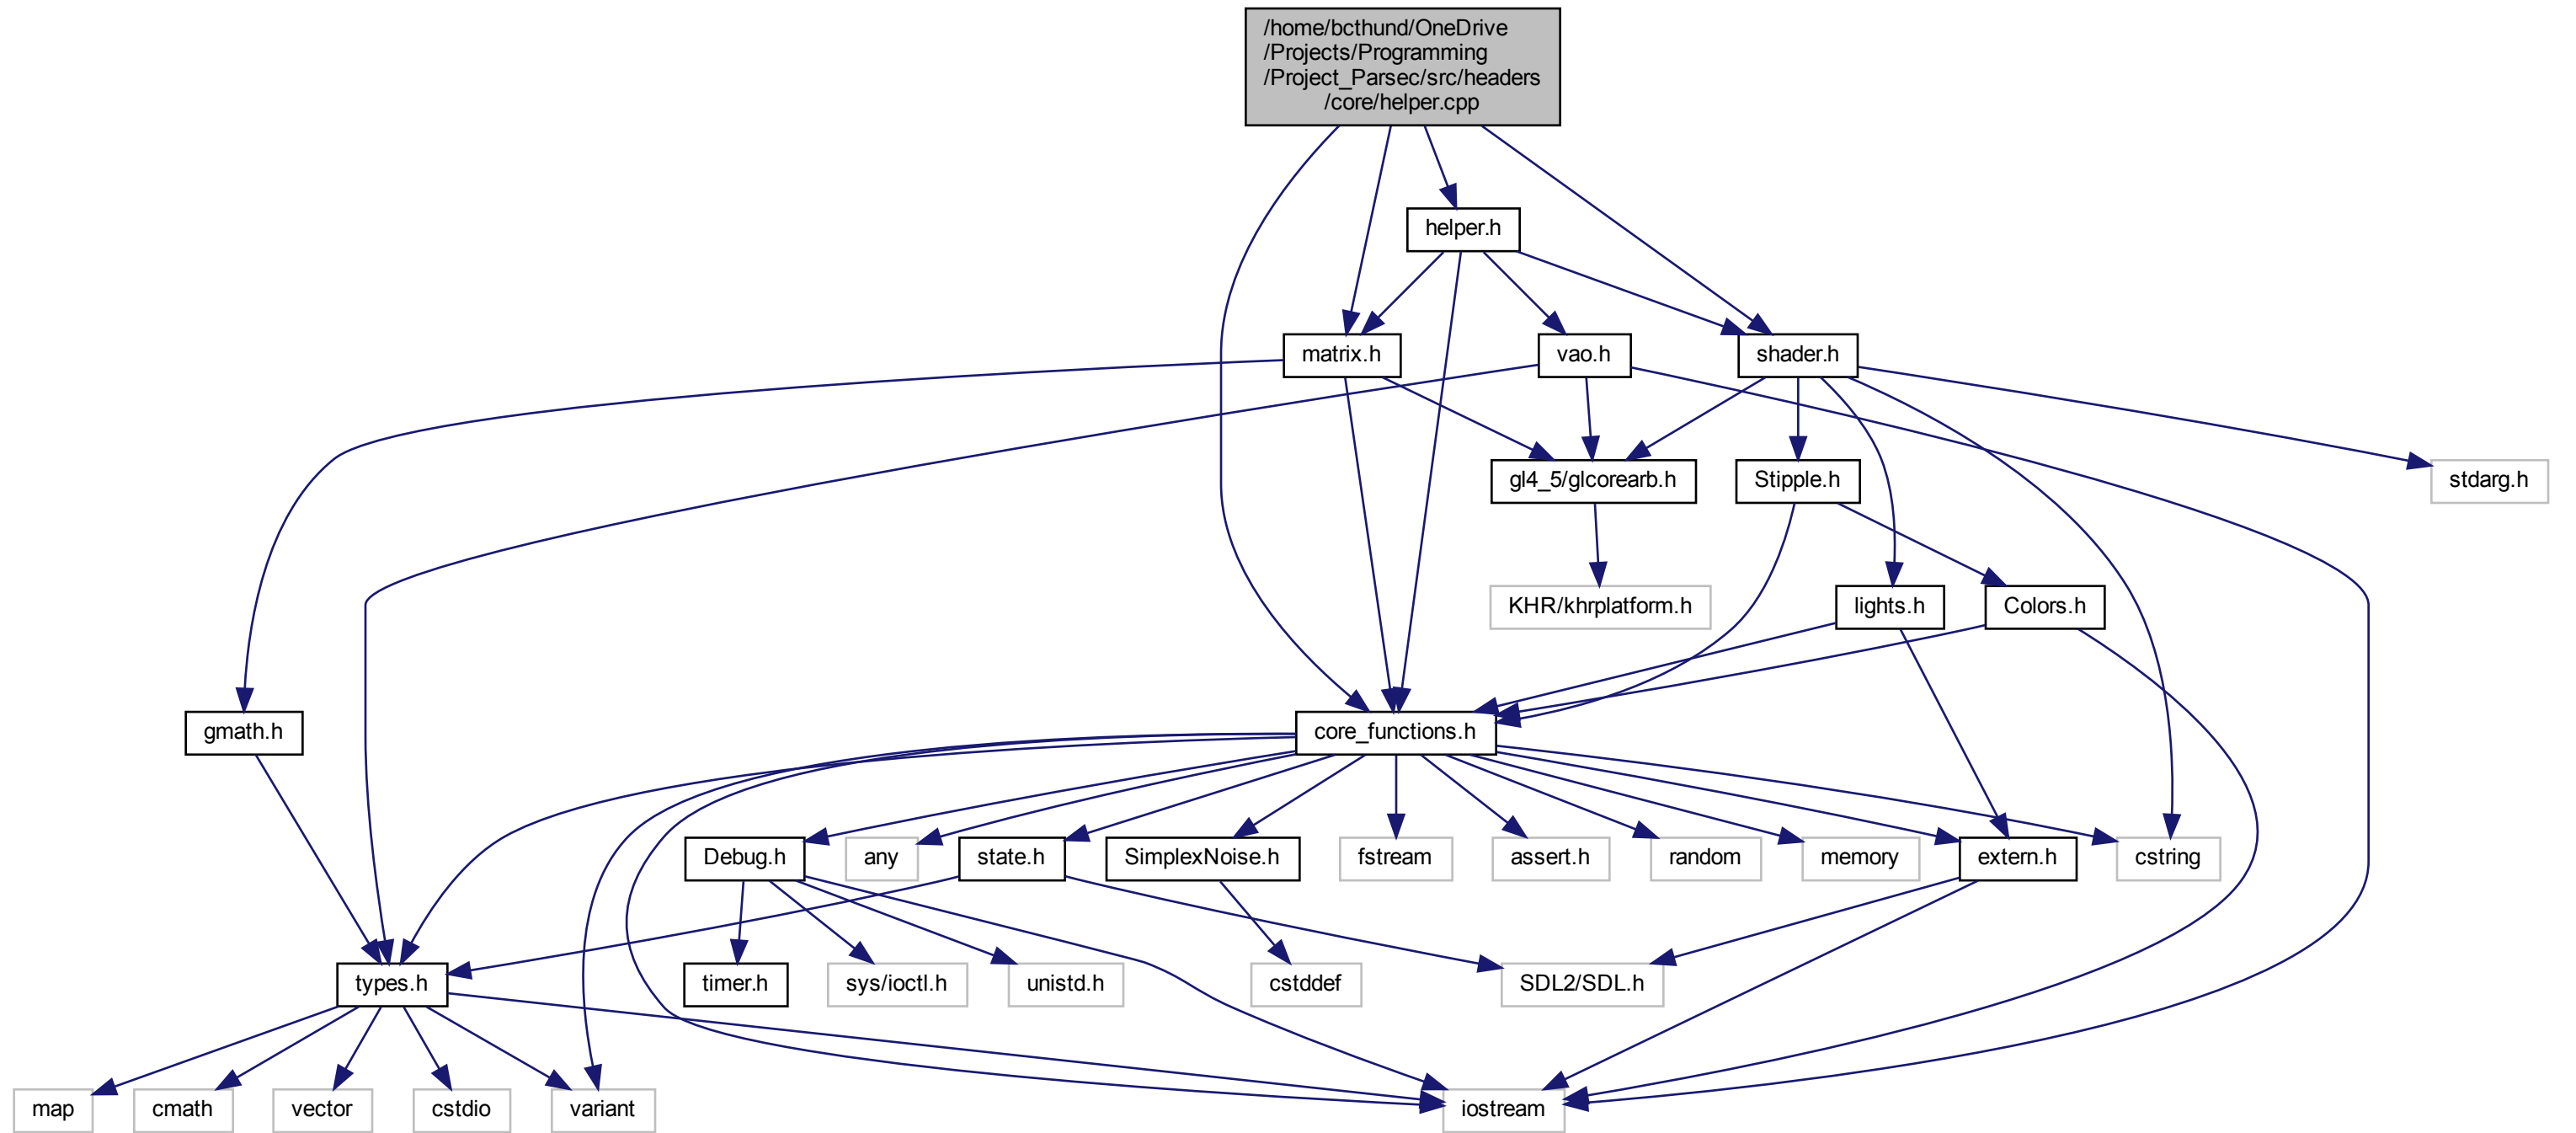 /home/bcthund/OneDrive
/Projects/Programming
/Project_Parsec/src/headers
/core/helper.cpp
helper.h
matrix.h
vao.h
shader.h
gl4_5/glcorearb.h
Stipple.h
stdarg.h
KHR/khrplatform.h
lights.h
Colors.h
gmath.h
core_functions.h
Debug.h
any
state.h
SimplexNoise.h
fstream
assert.h
random
memory
extern.h
cstring
types.h
timer.h
sys/ioctl.h
unistd.h
cstddef
SDL2/SDL.h
map
cmath
vector
cstdio
variant
iostream